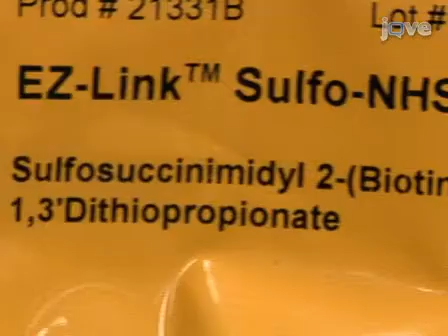 Prod # 21331B Lot #
jove
EZ-Link™ Sulfo-NHS
Sulfosuccinimidyl 2-(Biotin
1,3'Dithiopropionate